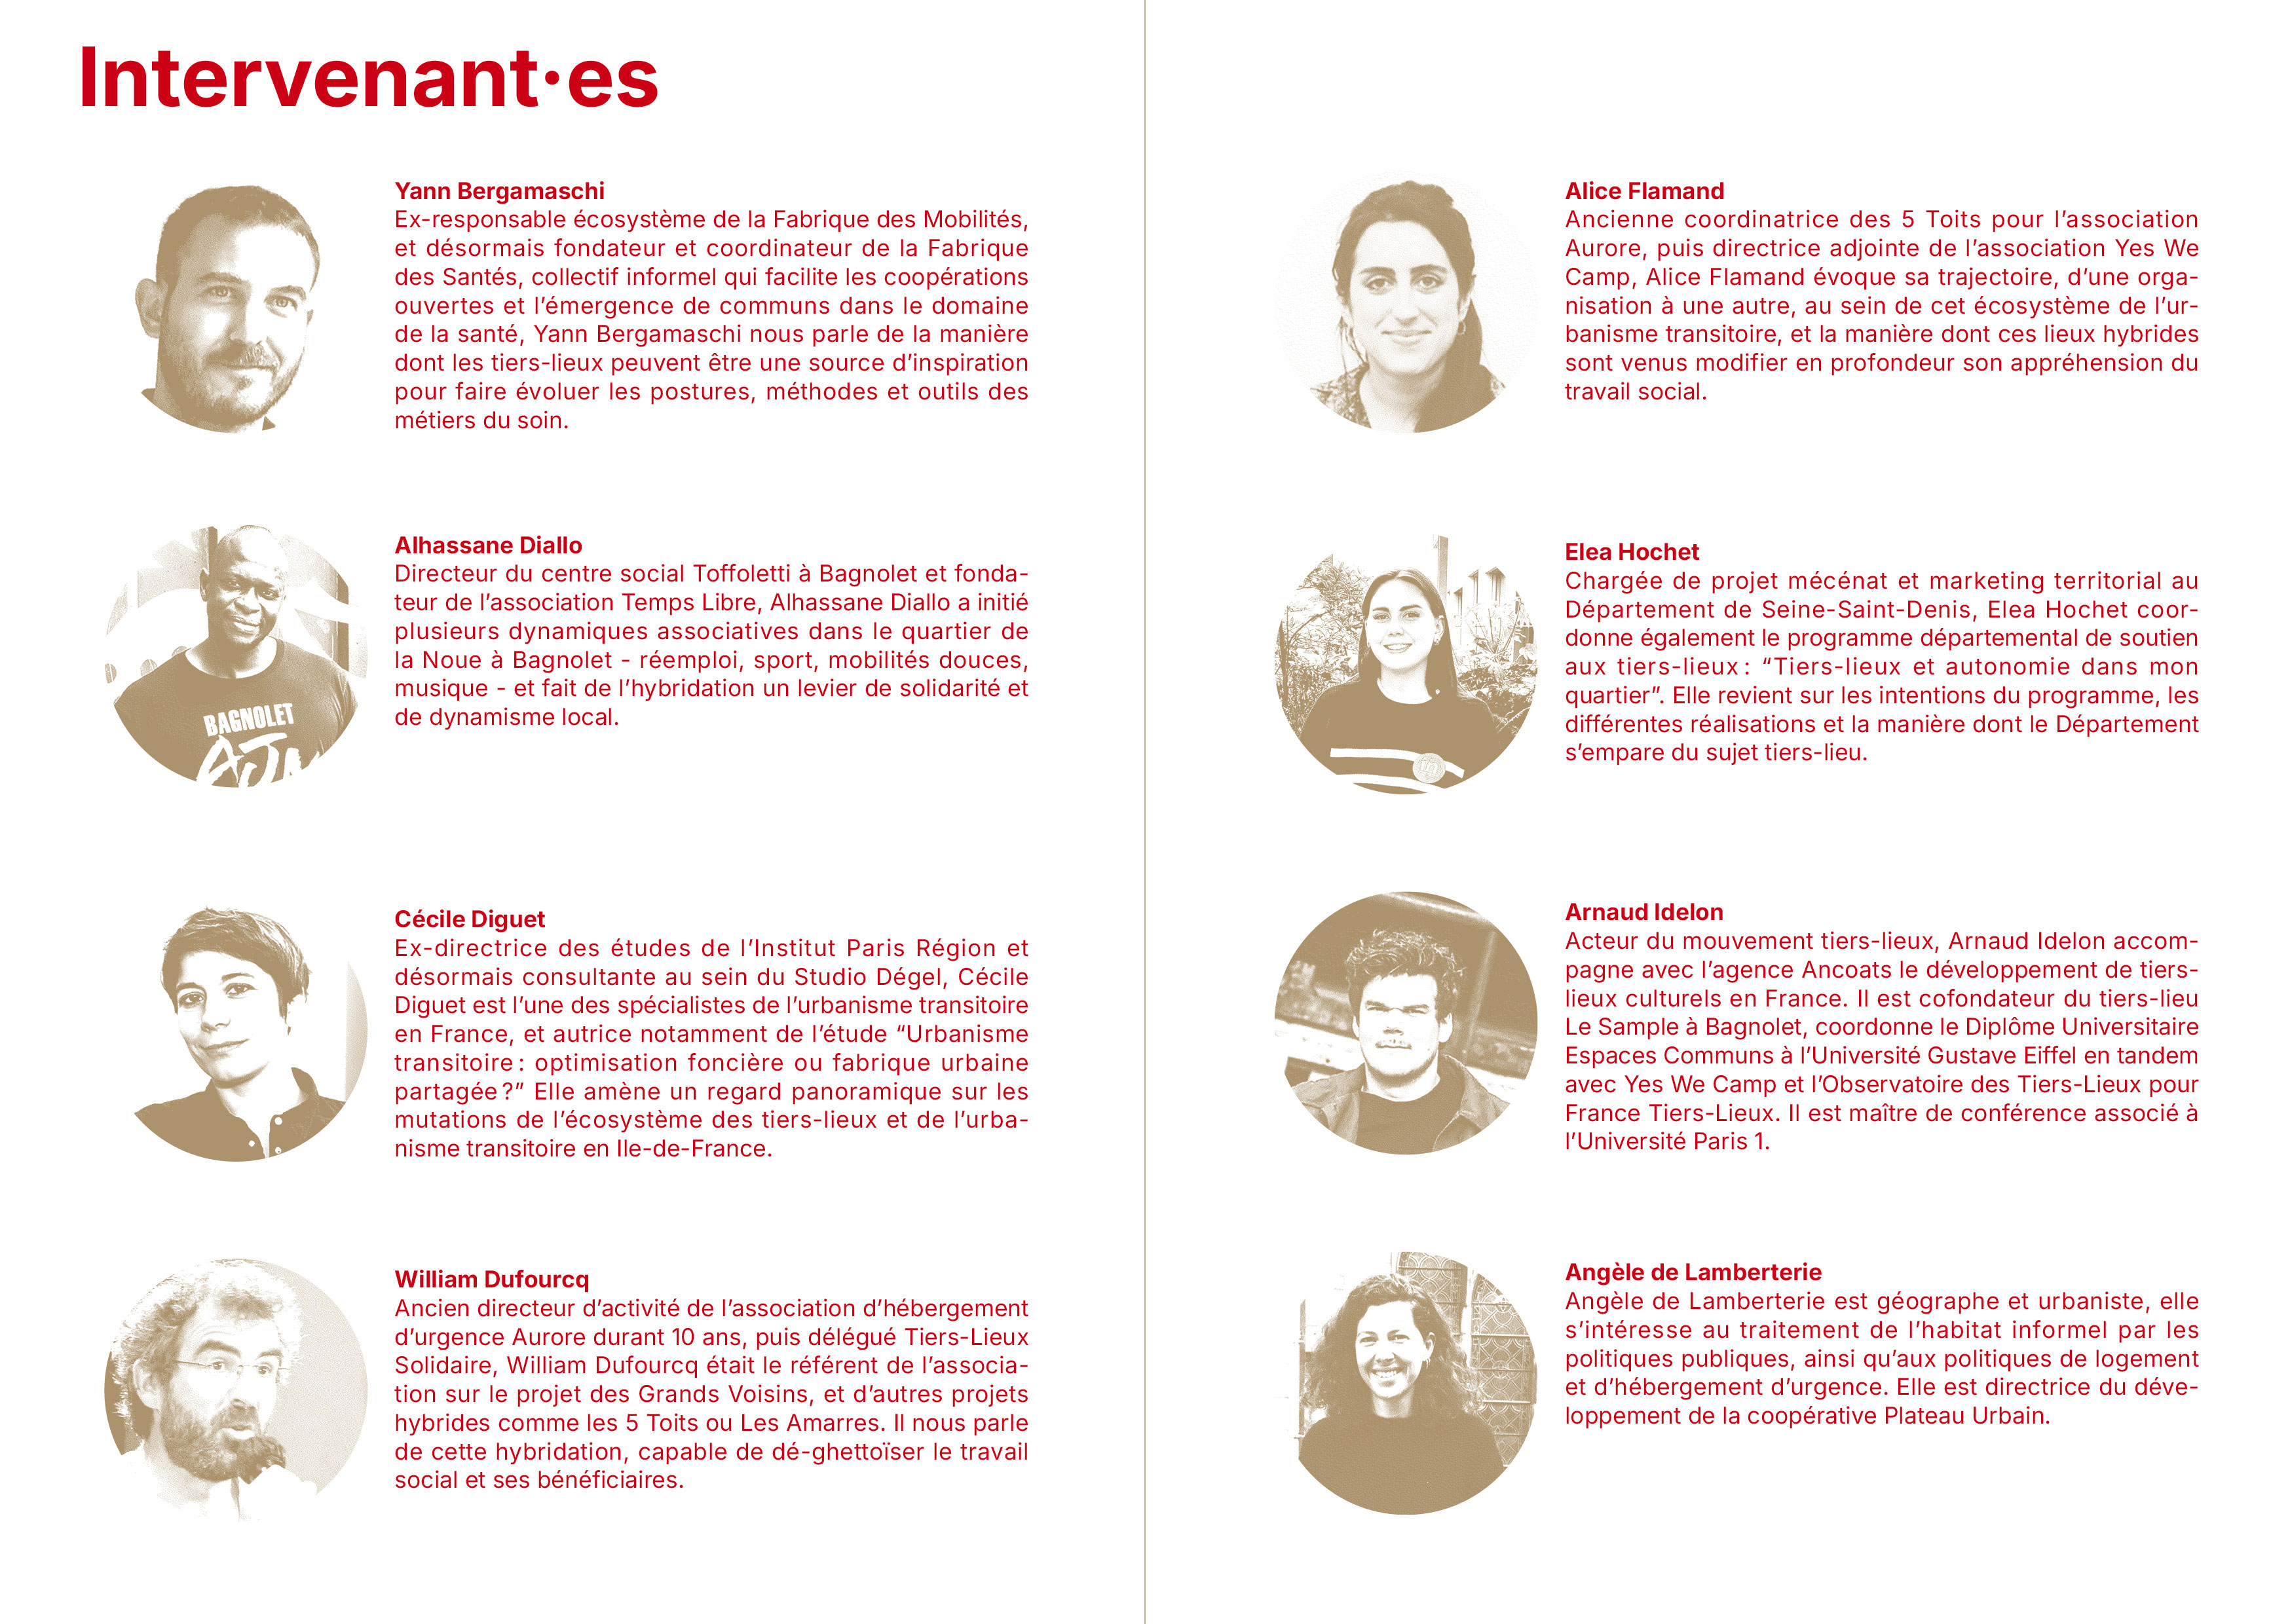 Intervenant·es
Yann Bergamaschi
Ex-responsable écosystème de la Fabrique des Mobilités,
et désormais fondateur et coordinateur de la Fabrique
des Santés, collectif informel qui facilite les coopérations
ouvertes et l’émergence de communs dans le domaine
de la santé, Yann Bergamaschi nous parle de la manière
dont les tiers-lieux peuvent être une source d’inspiration
pour faire évoluer les postures, méthodes et outils des
métiers du soin.
Alhassane Diallo
Directeur du centre social Toffoletti à Bagnolet et fonda-
teur de l’association Temps Libre, Alhassane Diallo a initié
plusieurs dynamiques associatives dans le quartier de
la Noue à Bagnolet - réemploi, sport, mobilités douces,
musique - et fait de l’hybridation un levier de solidarité et
de dynamisme local.
BAGNOLET
Cécile Diguet
Ex-directrice des études de l’Institut Paris Région et
désormais consultante au sein du Studio Dégel, Cécile
Diguet est l’une des spécialistes de l’urbanisme transitoire
en France, et autrice notamment de l’étude “Urbanisme
transitoire : optimisation foncière ou fabrique urbaine
partagée ?” Elle amène un regard panoramique sur les
mutations de l’écosystème des tiers-lieux et de l’urba-
nisme transitoire en Ile-de-France.
William Dufourcq
Ancien directeur d’activité de l’association d’hébergement
d’urgence Aurore durant 10 ans, puis délégué Tiers-Lieux
Solidaire, William Dufourcq était le référent de l’associa-
tion sur le projet des Grands Voisins, et d’autres projets
hybrides comme les 5 Toits ou Les Amarres. Il nous parle
de cette hybridation, capable de dé-ghettoïser le travail
social et ses bénéficiaires.
Alice Flamand
Ancienne coordinatrice des 5 Toits pour l’association
Aurore, puis directrice adjointe de l’association Yes We
Camp, Alice Flamand évoque sa trajectoire, d’une orga-
nisation à une autre, au sein de cet écosystème de l’ur-
banisme transitoire, et la manière dont ces lieux hybrides
sont venus modifier en profondeur son appréhension du
travail social.
Elea Hochet
Chargée de projet mécénat et marketing territorial au
Département de Seine-Saint-Denis, Elea Hochet coor-
donne également le programme départemental de soutien
aux tiers-lieux : “Tiers-lieux et autonomie dans mon
quartier”. Elle revient sur les intentions du programme, les
différentes réalisations et la manière dont le Département
s’empare du sujet tiers-lieu.
in
Arnaud Idelon
Acteur du mouvement tiers-lieux, Arnaud Idelon accom-
pagne avec l’agence Ancoats le développement de tiers-
lieux culturels en France. Il est cofondateur du tiers-lieu
Le Sample à Bagnolet, coordonne le Diplôme Universitaire
Espaces Communs à l’Université Gustave Eiffel en tandem
avec Yes We Camp et l’Observatoire des Tiers-Lieux pour
France Tiers-Lieux. Il est maître de conférence associé à
l’Université Paris 1.
Angèle de Lamberterie
Angèle de Lamberterie est géographe et urbaniste, elle
s’intéresse au traitement de l’habitat informel par les
politiques publiques, ainsi qu’aux politiques de logement
et d’hébergement d’urgence. Elle est directrice du déve-
loppement de la coopérative Plateau Urbain.